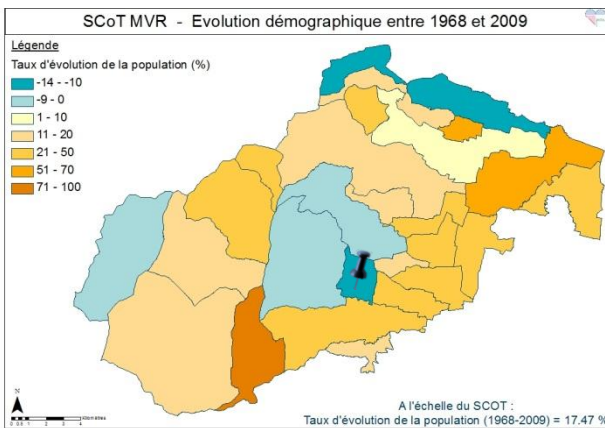 SCoT MVR - Evolution démographique entre 1968 et 2009
Légende
Taux d'évolution de la population (%)
-14 - -10
-9 - 0
1 - 10
11 - 20
21 - 50
51 - 70
71 - 100
N
A l'échelle du SCOT :
Taux d'évolution de la population (1968-2009) = 17.47 %